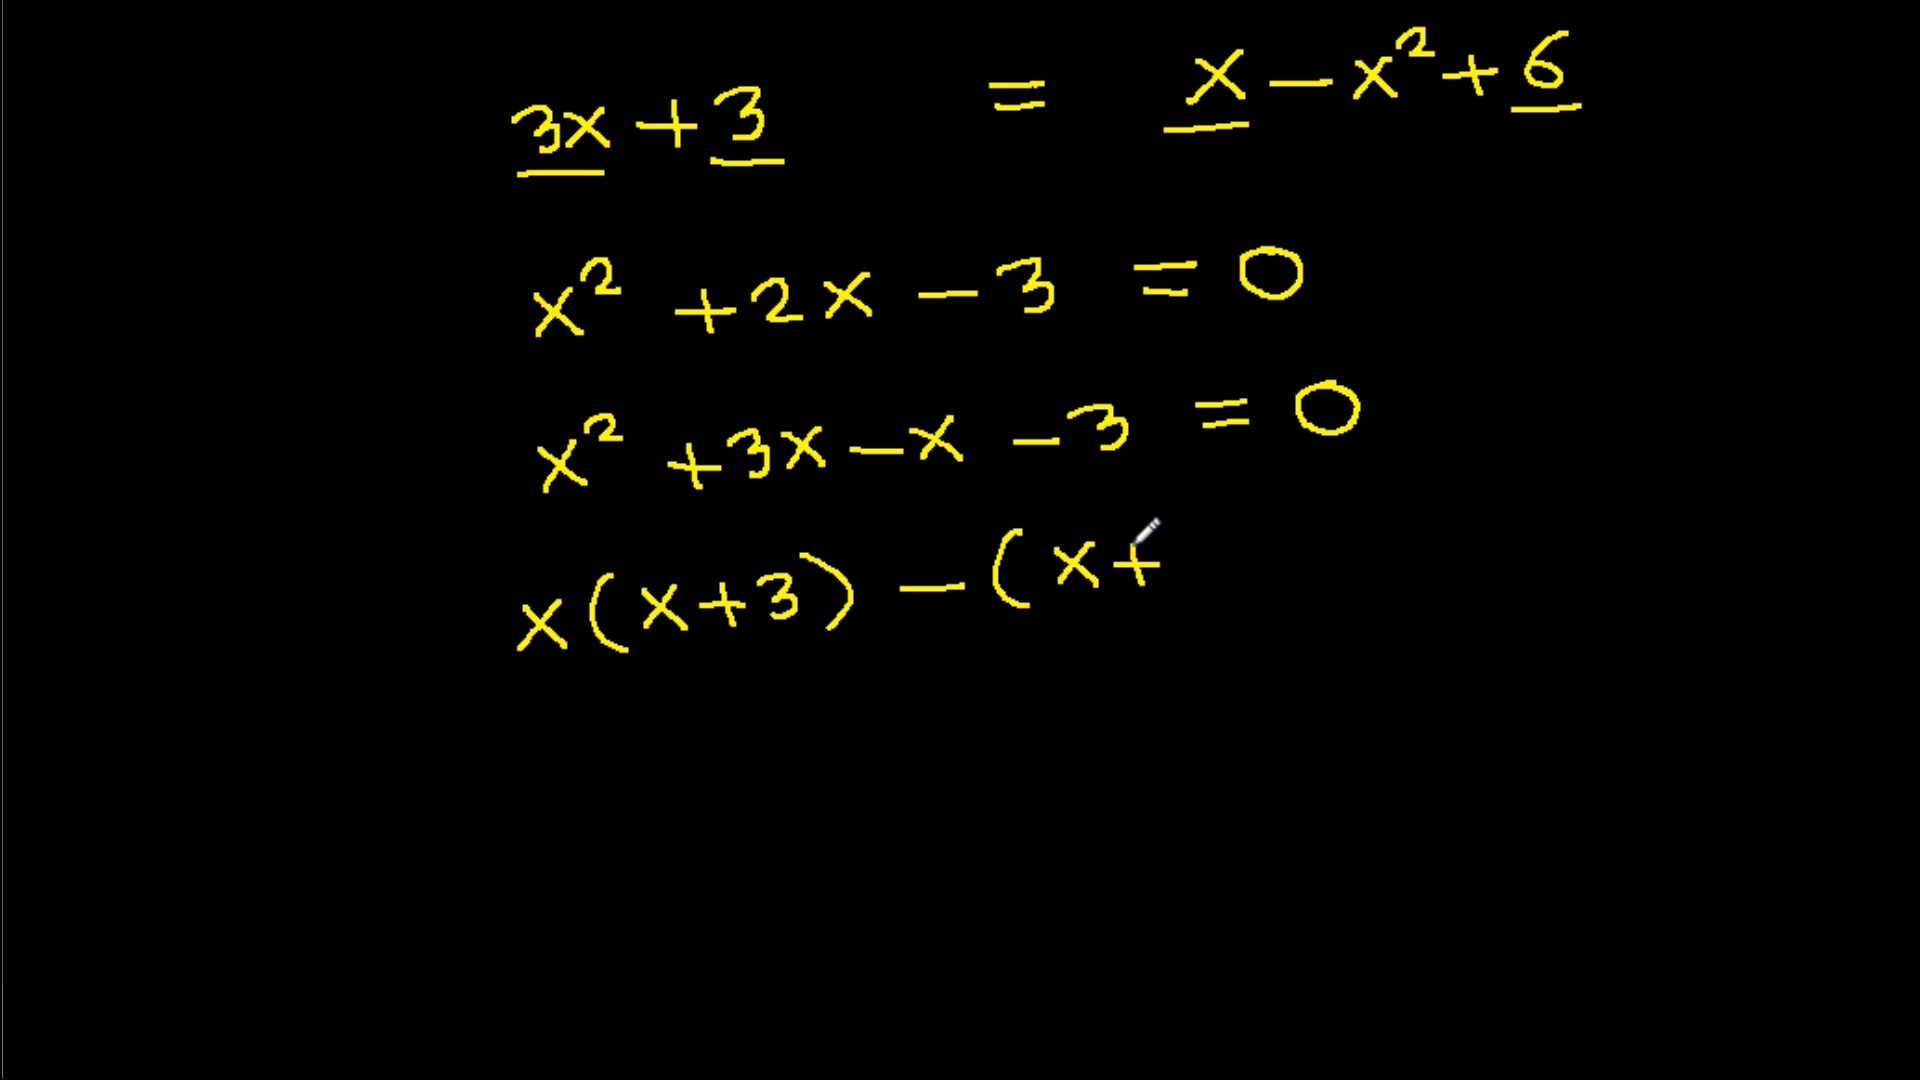 3x + 3 = x - x² + 6
x² + 2x - 3 = 0
x² + 3x - x - 3 = 0
x(x+3) - (x+